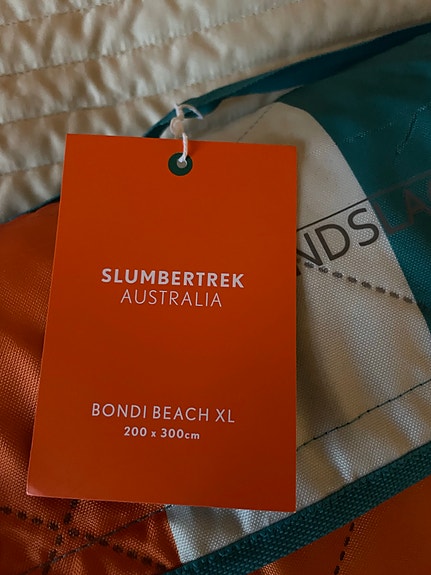 SLUMBERTREK
AUSTRALIA
BONDI BEACH XL
200 x 300cm